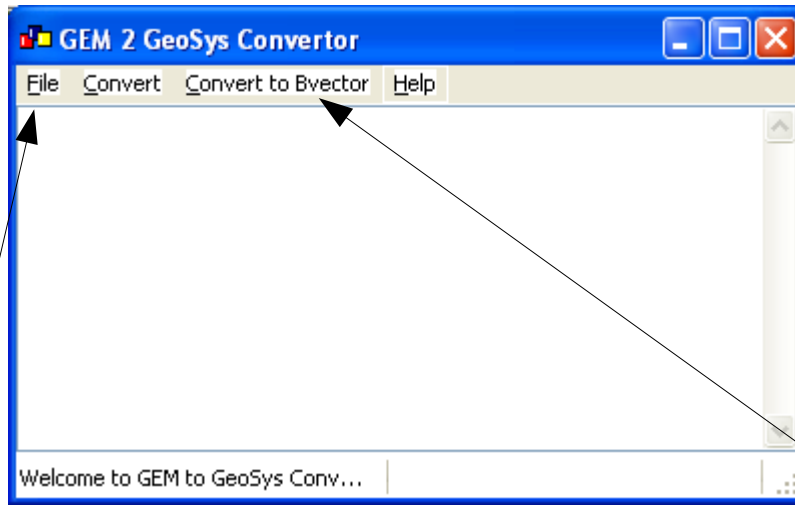 GEM 2 GeoSys Convertor
File Convert Convert to Bvector Help
Welcome to GEM to GeoSys Conv...